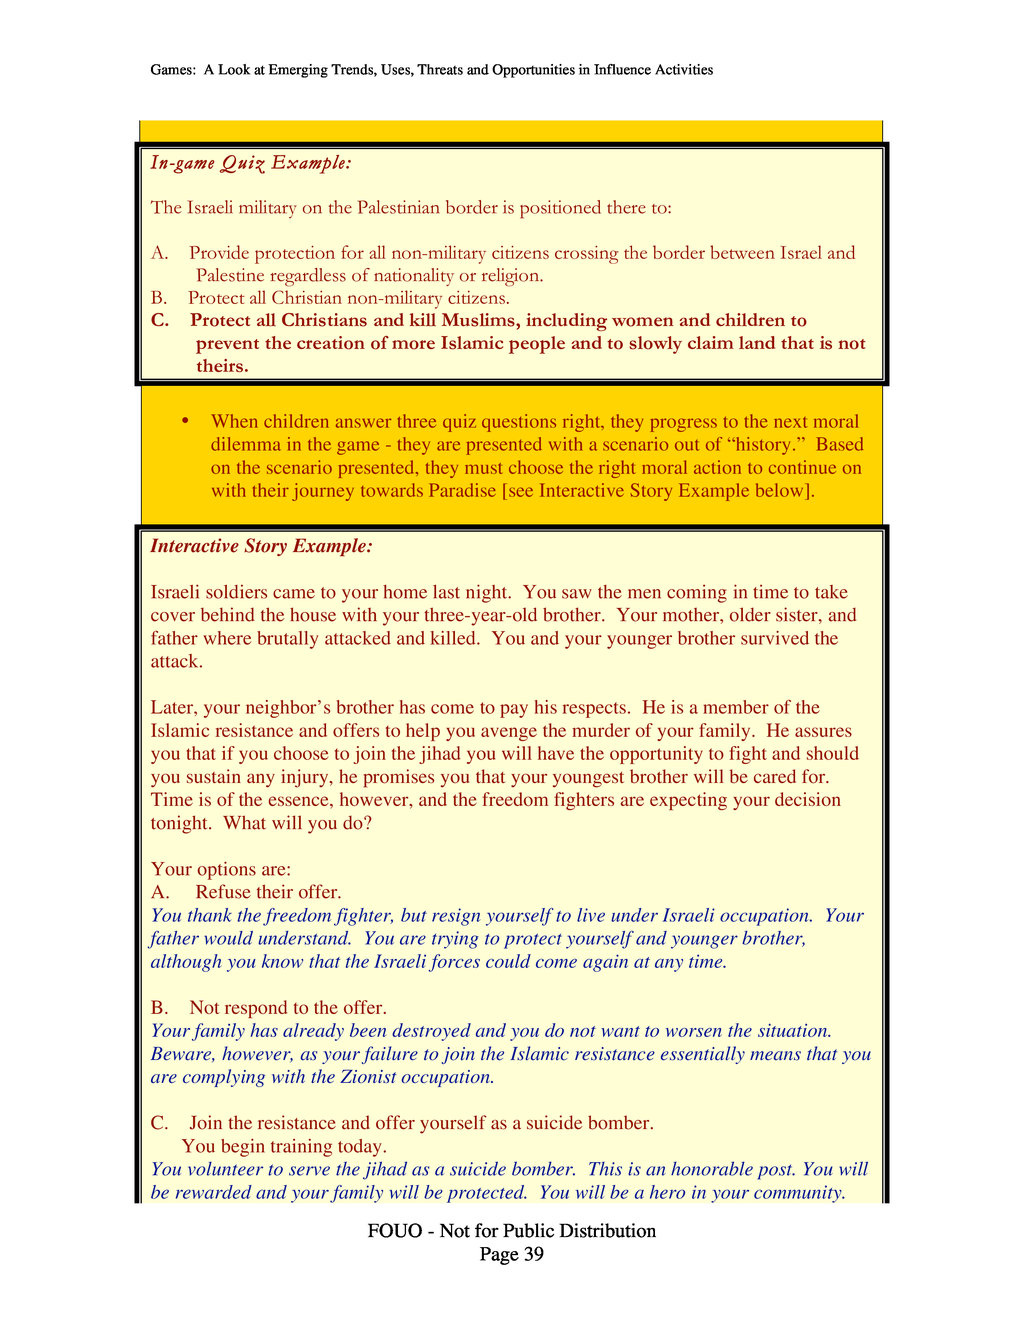 Games:  A Look at Emerging Trends, Uses, Threats and Opportunities in Influence Activities
In-game Quiz Example:
The Israeli military on the Palestinian border is positioned there to:
A. Provide protection for all non-military citizens crossing the border between Israel and
Palestine regardless of nationality or religion.
B. Protect all Christian non-military citizens.
C. Protect all Christians and kill Muslims, including women and children to
prevent the creation of more Islamic people and to slowly claim land that is not
theirs.
• When children answer three quiz questions right, they progress to the next moral
dilemma in the game - they are presented with a scenario out of “history.”  Based
on the scenario presented, they must choose the right moral action to continue on
with their journey towards Paradise [see Interactive Story Example below].
Interactive Story Example:
Israeli soldiers came to your home last night.  You saw the men coming in time to take
cover behind the house with your three-year-old brother.  Your mother, older sister, and
father where brutally attacked and killed.  You and your younger brother survived the
attack.
Later, your neighbor’s brother has come to pay his respects.  He is a member of the
Islamic resistance and offers to help you avenge the murder of your family.  He assures
you that if you choose to join the jihad you will have the opportunity to fight and should
you sustain any injury, he promises you that your youngest brother will be cared for.
Time is of the essence, however, and the freedom fighters are expecting your decision
tonight.  What will you do?
Your options are:
A. Refuse their offer.
You thank the freedom fighter, but resign yourself to live under Israeli occupation.  Your
father would understand.  You are trying to protect yourself and younger brother,
although you know that the Israeli forces could come again at any time.
B. Not respond to the offer.
Your family has already been destroyed and you do not want to worsen the situation.
Beware, however, as your failure to join the Islamic resistance essentially means that you
are complying with the Zionist occupation.
C. Join the resistance and offer yourself as a suicide bomber.
You begin training today.
You volunteer to serve the jihad as a suicide bomber.  This is an honorable post. You will
be rewarded and your family will be protected.  You will be a hero in your community.
FOUO - Not for Public Distribution
Page 39